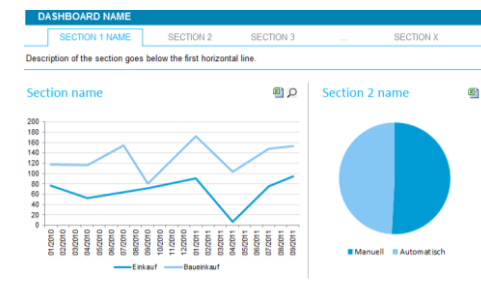 DASHBOARD NAME
SECTION 1 NAME SECTION 2 SECTION 3 ... SECTION X
Description of the section goes below the first horizontal line.
Section name
200
180
160
140
120
100
80
60
40
20
0
01/2010 02/2010 03/2010 04/2010 05/2010 06/2010 07/2010 08/2010 09/2010 10/2010 11/2010 12/2010 01/2011 02/2011 03/2011 04/2011 05/2011 06/2011 07/2011 08/2011 09/2011
Einkauf Baueinkauf
Section 2 name
Manuell Automatisch